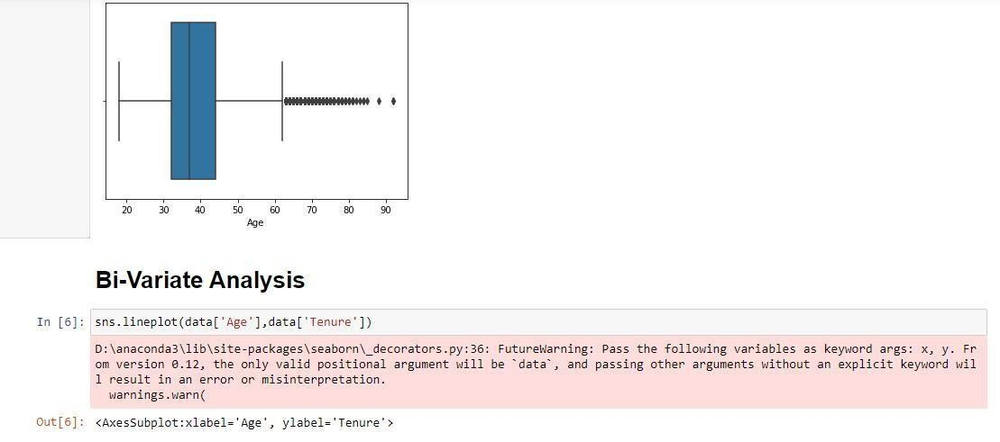 20 30 40 50 60 70 80 90
Age
Bi-Variate Analysis
In [6]: sns.lineplot(data['Age'],data['Tenure'])
D:\anaconda3\lib\site-packages\seaborn\_decorators.py:36: FutureWarning: Pass the following variables as keyword args: x, y. Fr
om version 0.12, the only valid positional argument will be `data`, and passing other arguments without an explicit keyword wil
l result in an error or misinterpretation.
  warnings.warn(
Out[6]: <AxesSubplot:xlabel='Age', ylabel='Tenure'>